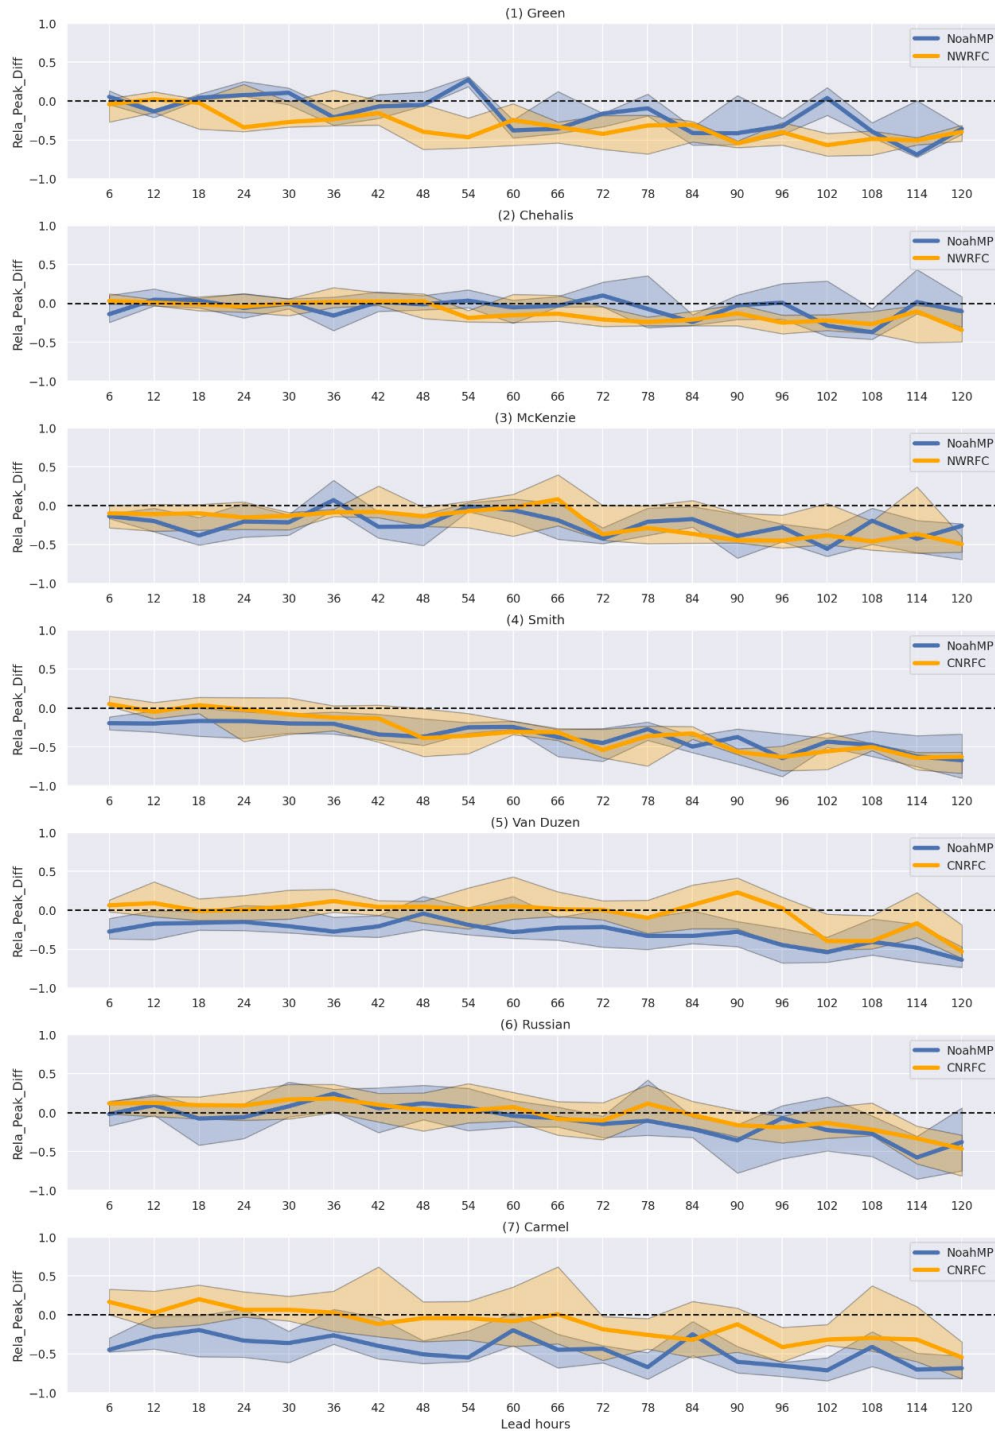 (1) Green
1.0
0.5
0.0
−0.5
−1.0
Rela_Peak_Diff
NoahMP
NWRFC
6 12 18 24 30 36 42 48 54 60 66 72 78 84 90 96 102 108 114 120
(2) Chehalis
1.0
0.5
0.0
−0.5
−1.0
Rela_Peak_Diff
NoahMP
NWRFC
6 12 18 24 30 36 42 48 54 60 66 72 78 84 90 96 102 108 114 120
(3) McKenzie
1.0
0.5
0.0
−0.5
−1.0
Rela_Peak_Diff
NoahMP
NWRFC
6 12 18 24 30 36 42 48 54 60 66 72 78 84 90 96 102 108 114 120
(4) Smith
1.0
0.5
0.0
−0.5
−1.0
Rela_Peak_Diff
NoahMP
CNRFC
6 12 18 24 30 36 42 48 54 60 66 72 78 84 90 96 102 108 114 120
(5) Van Duzen
1.0
0.5
0.0
−0.5
−1.0
Rela_Peak_Diff
NoahMP
CNRFC
6 12 18 24 30 36 42 48 54 60 66 72 78 84 90 96 102 108 114 120
(6) Russian
1.0
0.5
0.0
−0.5
−1.0
Rela_Peak_Diff
NoahMP
CNRFC
6 12 18 24 30 36 42 48 54 60 66 72 78 84 90 96 102 108 114 120
(7) Carmel
1.0
0.5
0.0
−0.5
−1.0
Rela_Peak_Diff
NoahMP
CNRFC
6 12 18 24 30 36 42 48 54 60 66 72 78 84 90 96 102 108 114 120
Lead hours